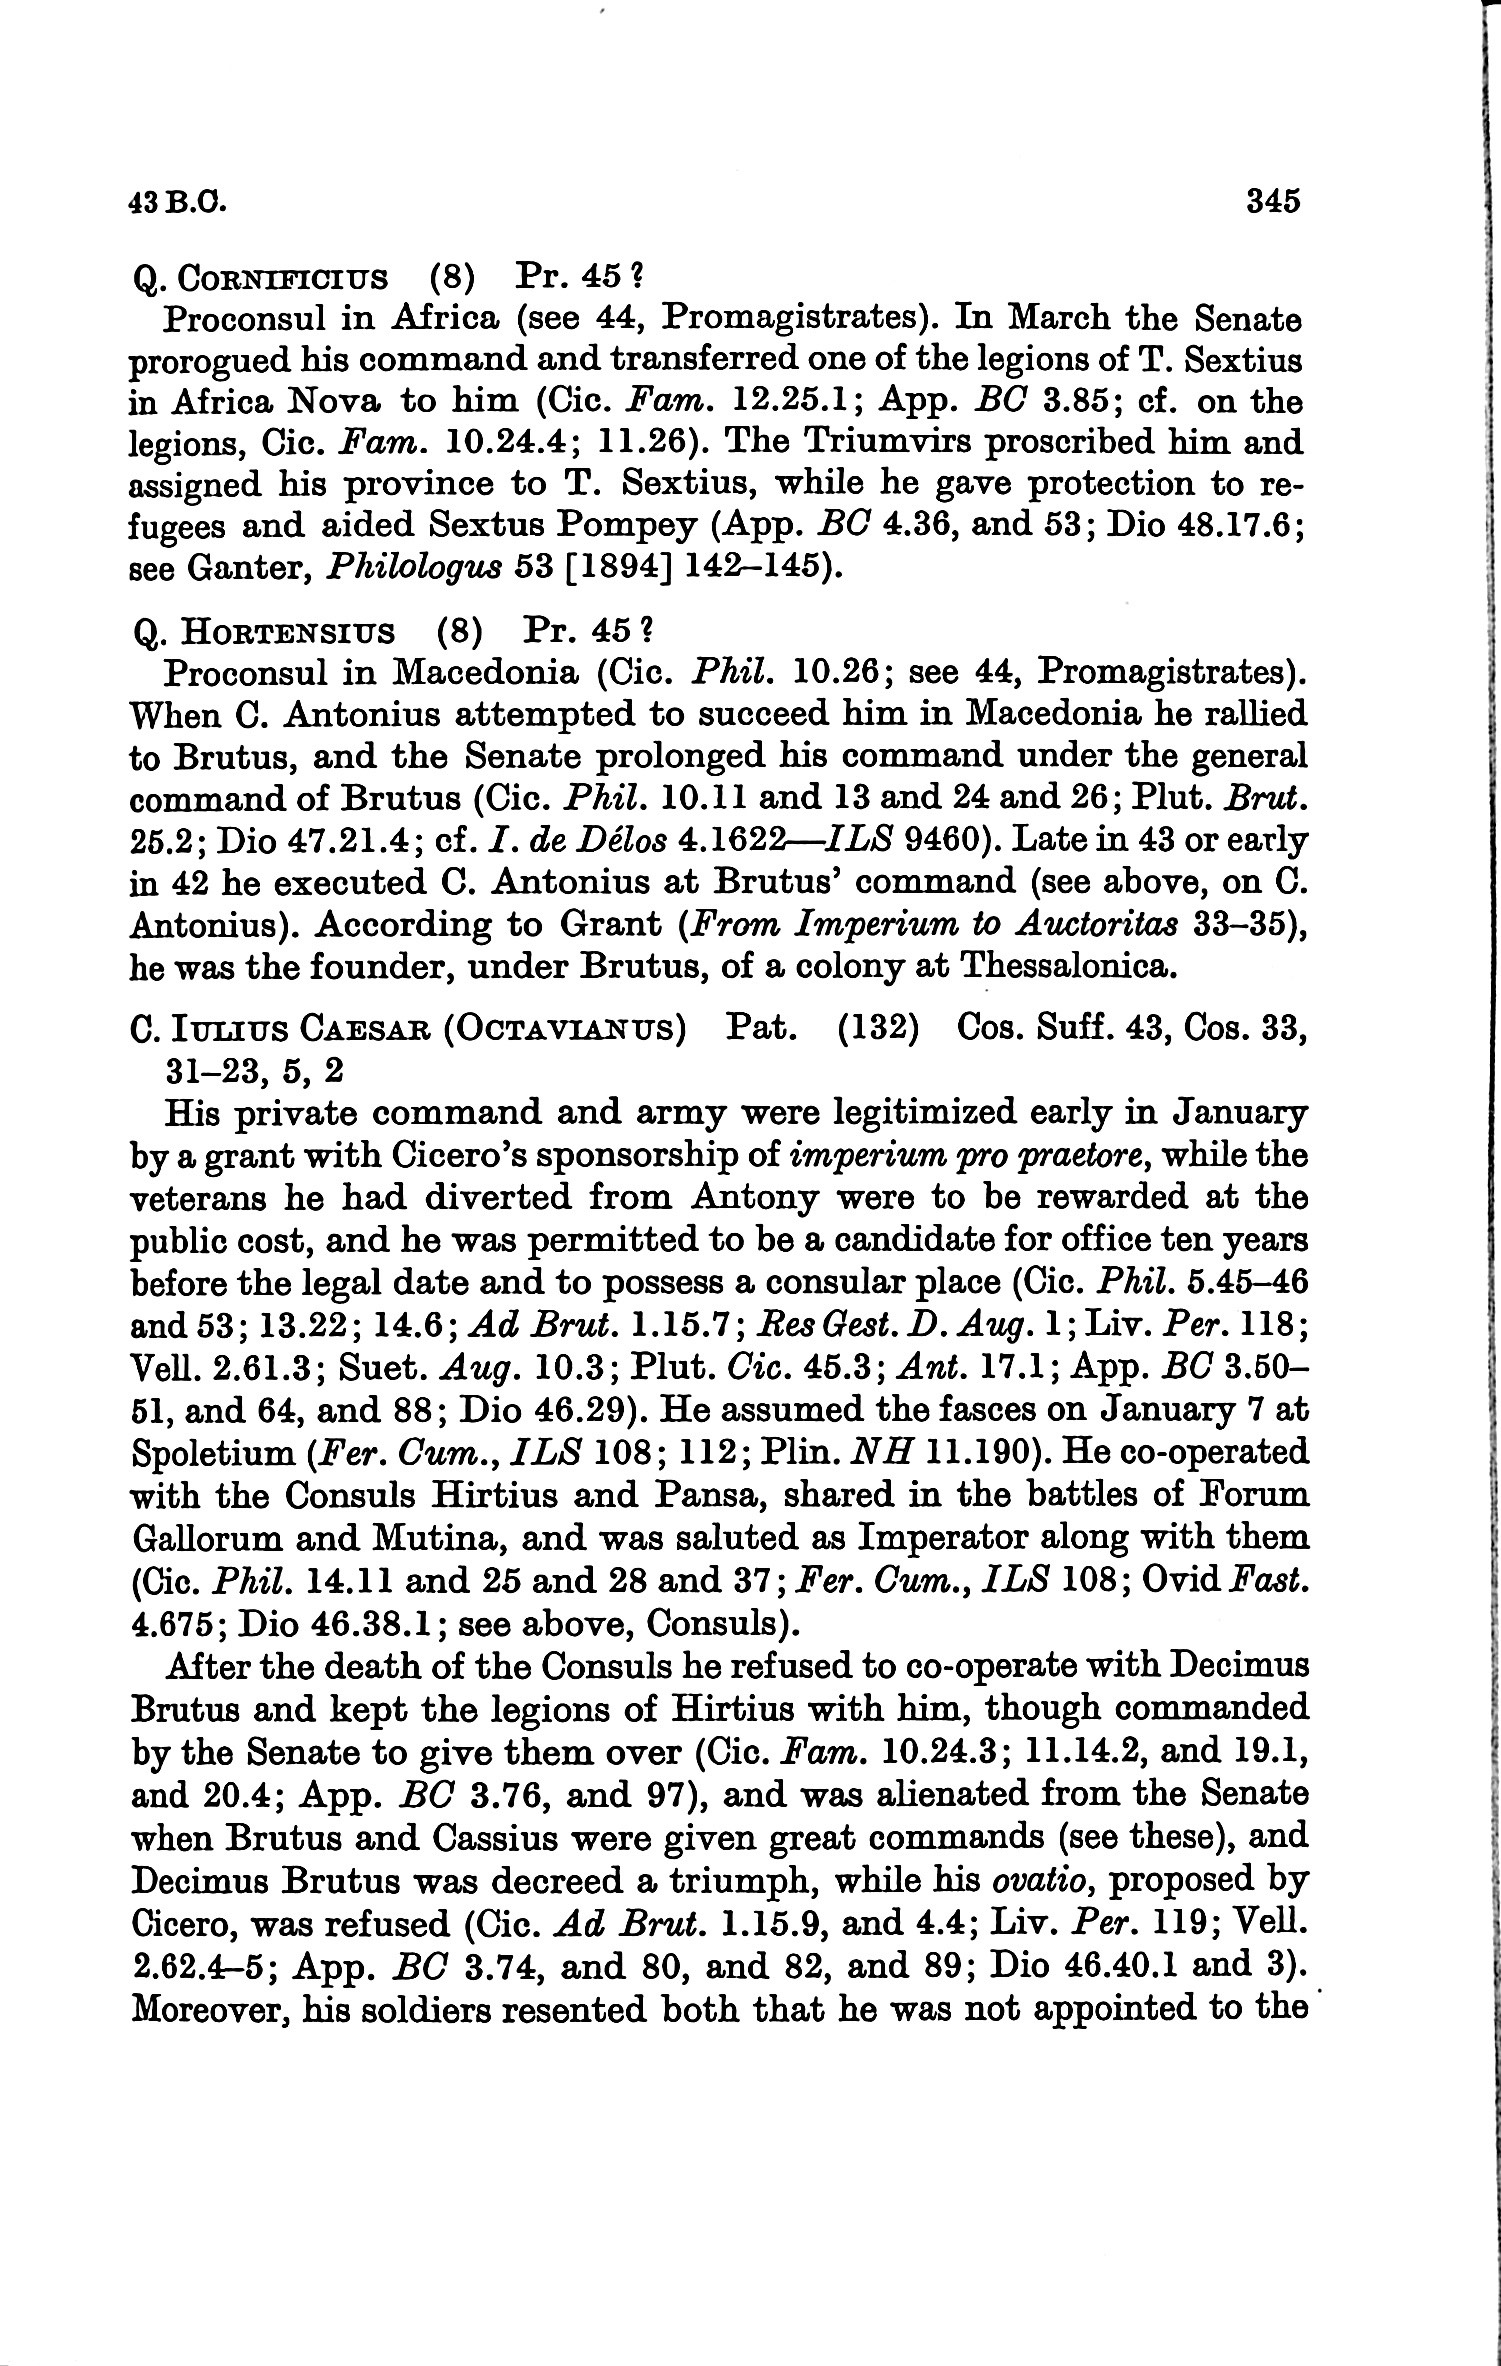 43 B.C. 345
Q. CORNIFICIUS (8) Pr. 45?
Proconsul in Africa (see 44, Promagistrates). In March the Senate
prorogued his command and transferred one of the legions of T. Sextius
in Africa Nova to him (Cic. Fam. 12.25.1; App. BC 3.85; cf. on the
legions, Cic. Fam. 10.24.4; 11.26). The Triumvirs proscribed him and
assigned his province to T. Sextius, while he gave protection to re-
fugees and aided Sextus Pompey (App. BC 4.36, and 53; Dio 48.17.6;
see Ganter, Philologus 53 [1894] 142–145).
Q. HORTENSIUS (8) Pr. 45?
Proconsul in Macedonia (Cic. Phil. 10.26; see 44, Promagistrates).
When C. Antonius attempted to succeed him in Macedonia he rallied
to Brutus, and the Senate prolonged his command under the general
command of Brutus (Cic. Phil. 10.11 and 13 and 24 and 26; Plut. Brut.
25.2; Dio 47.21.4; cf. I. de Délos 4.1622—ILS 9460). Late in 43 or early
in 42 he executed C. Antonius at Brutus' command (see above, on C.
Antonius). According to Grant (From Imperium to Auctoritas 33–35),
he was the founder, under Brutus, of a colony at Thessalonica.
C. IULIUS CAESAR (OCTAVIANUS) Pat. (132) Cos. Suff. 43, Cos. 33,
31–23, 5, 2
His private command and army were legitimized early in January
by a grant with Cicero's sponsorship of imperium pro praetore, while the
veterans he had diverted from Antony were to be rewarded at the
public cost, and he was permitted to be a candidate for office ten years
before the legal date and to possess a consular place (Cic. Phil. 5.45–46
and 53; 13.22; 14.6; Ad Brut. 1.15.7; Res Gest. D. Aug. 1; Liv. Per. 118;
Vell. 2.61.3; Suet. Aug. 10.3; Plut. Cic. 45.3; Ant. 17.1; App. BC 3.50–
51, and 64, and 88; Dio 46.29). He assumed the fasces on January 7 at
Spoletium (Fer. Cum., ILS 108; 112; Plin. NH 11.190). He co-operated
with the Consuls Hirtius and Pansa, shared in the battles of Forum
Gallorum and Mutina, and was saluted as Imperator along with them
(Cic. Phil. 14.11 and 25 and 28 and 37; Fer. Cum., ILS 108; Ovid Fast.
4.675; Dio 46.38.1; see above, Consuls).
After the death of the Consuls he refused to co-operate with Decimus
Brutus and kept the legions of Hirtius with him, though commanded
by the Senate to give them over (Cic. Fam. 10.24.3; 11.14.2, and 19.1,
and 20.4; App. BC 3.76, and 97), and was alienated from the Senate
when Brutus and Cassius were given great commands (see these), and
Decimus Brutus was decreed a triumph, while his ovatio, proposed by
Cicero, was refused (Cic. Ad Brut. 1.15.9, and 4.4; Liv. Per. 119; Vell.
2.62.4–5; App. BC 3.74, and 80, and 82, and 89; Dio 46.40.1 and 3).
Moreover, his soldiers resented both that he was not appointed to the